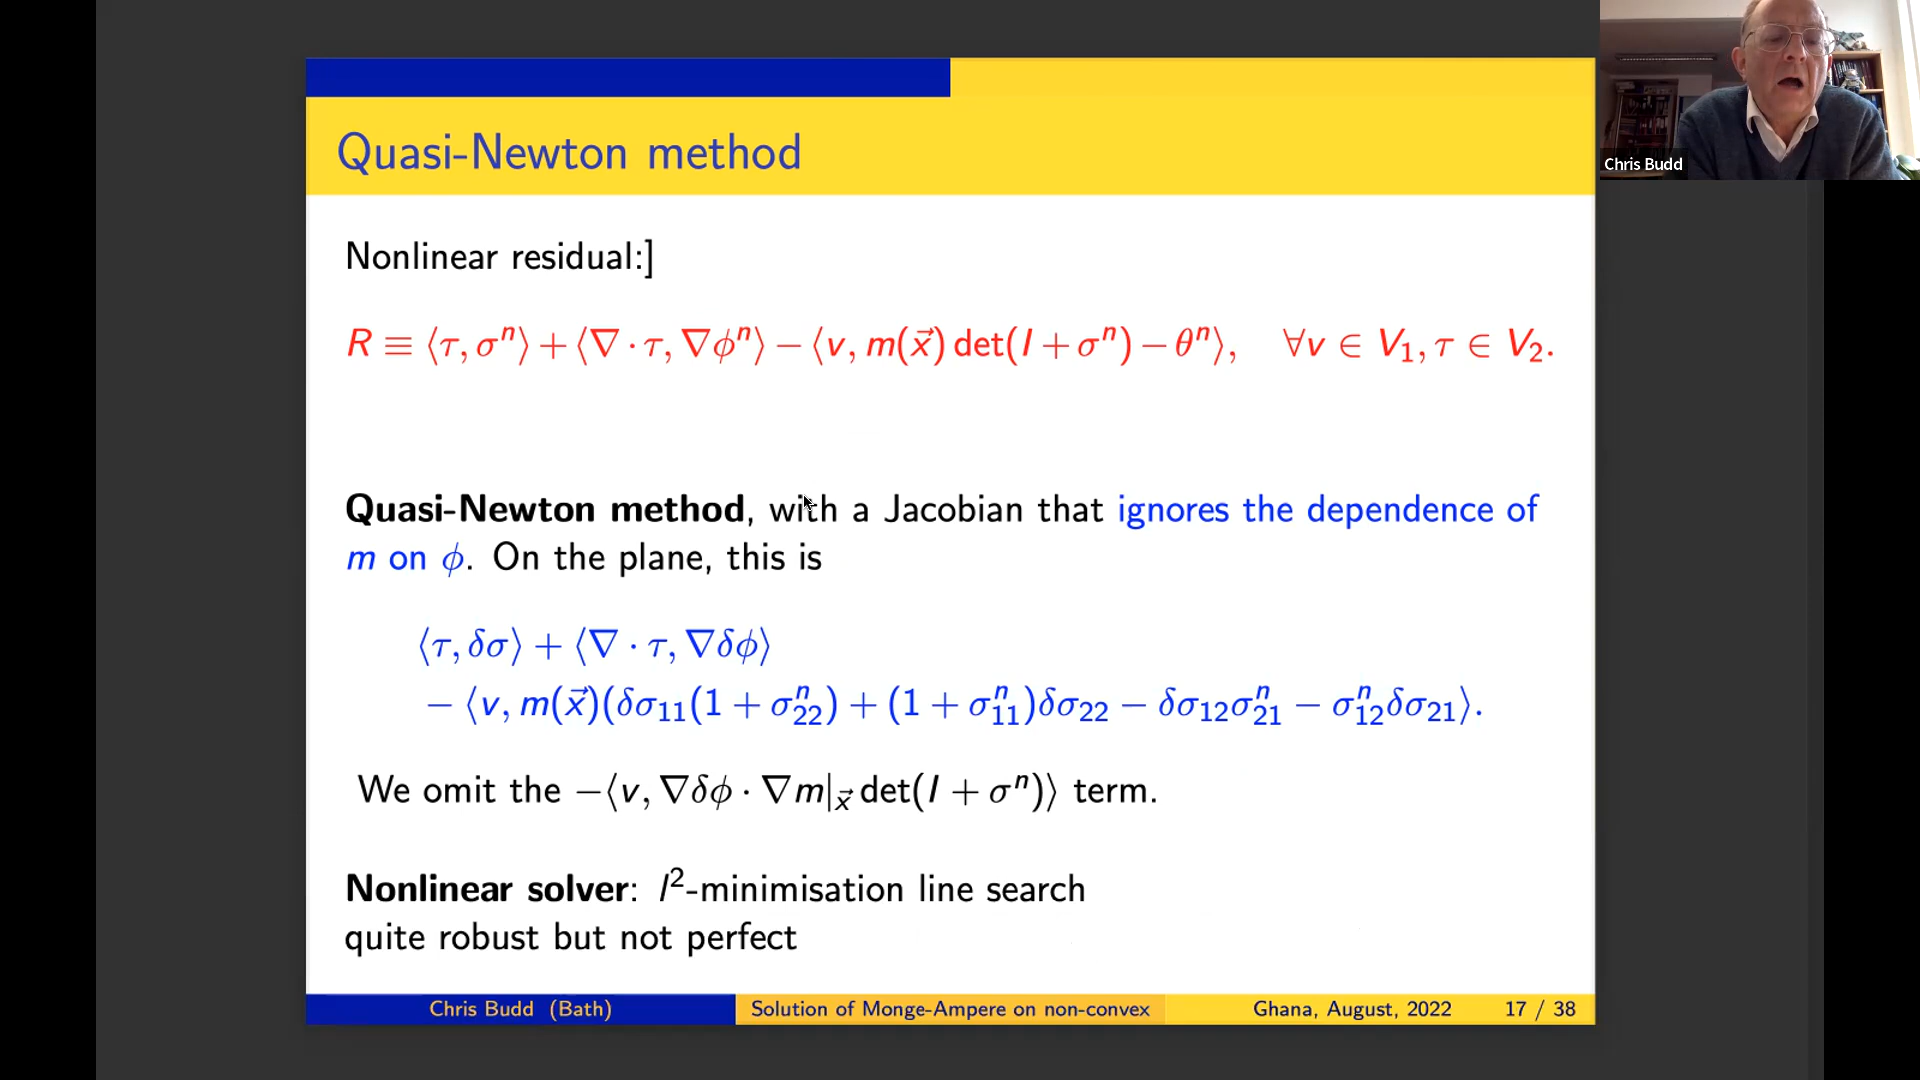 Quasi-Newton method
Nonlinear residual:]
R ≡ ⟨τ, σⁿ⟩ + ⟨∇ · τ, ∇ϕⁿ⟩ − ⟨v, m(x⃗) det(I + σⁿ) − θⁿ⟩, ∀v ∈ V₁, τ ∈ V₂.
Quasi-Newton method, with a Jacobian that ignores the dependence of
m on ϕ. On the plane, this is
⟨τ, δσ⟩ + ⟨∇ · τ, ∇δϕ⟩
− ⟨v, m(x⃗)(δσ₁₁(1 + σⁿ₂₂) + (1 + σⁿ₁₁)δσ₂₂ − δσ₁₂σⁿ₂₁ − σⁿ₁₂δσ₂₁⟩.
We omit the −⟨v, ∇δϕ · ∇m|ₓ⃗ det(I + σⁿ)⟩ term.
Nonlinear solver: l²-minimisation line search
quite robust but not perfect
Chris Budd (Bath) Solution of Monge-Ampere on non-convex Ghana, August, 2022 17 / 38
Chris Budd